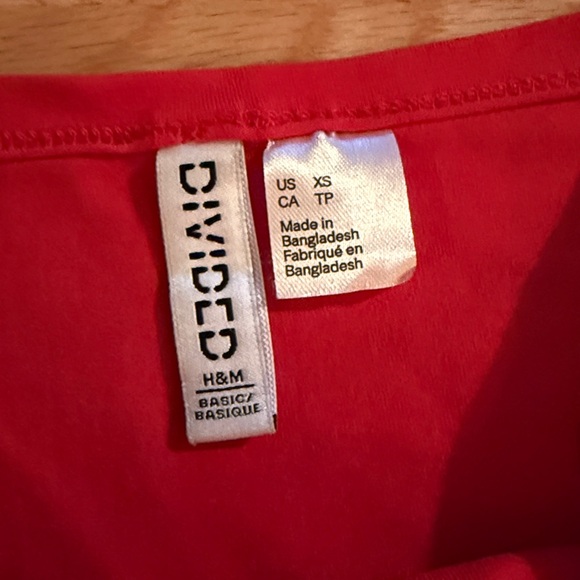 DIVIDED
H&M
BASIC/
BASIQUE
US XS
CA TP
Made in
Bangladesh
Fabriqué en
Bangladesh